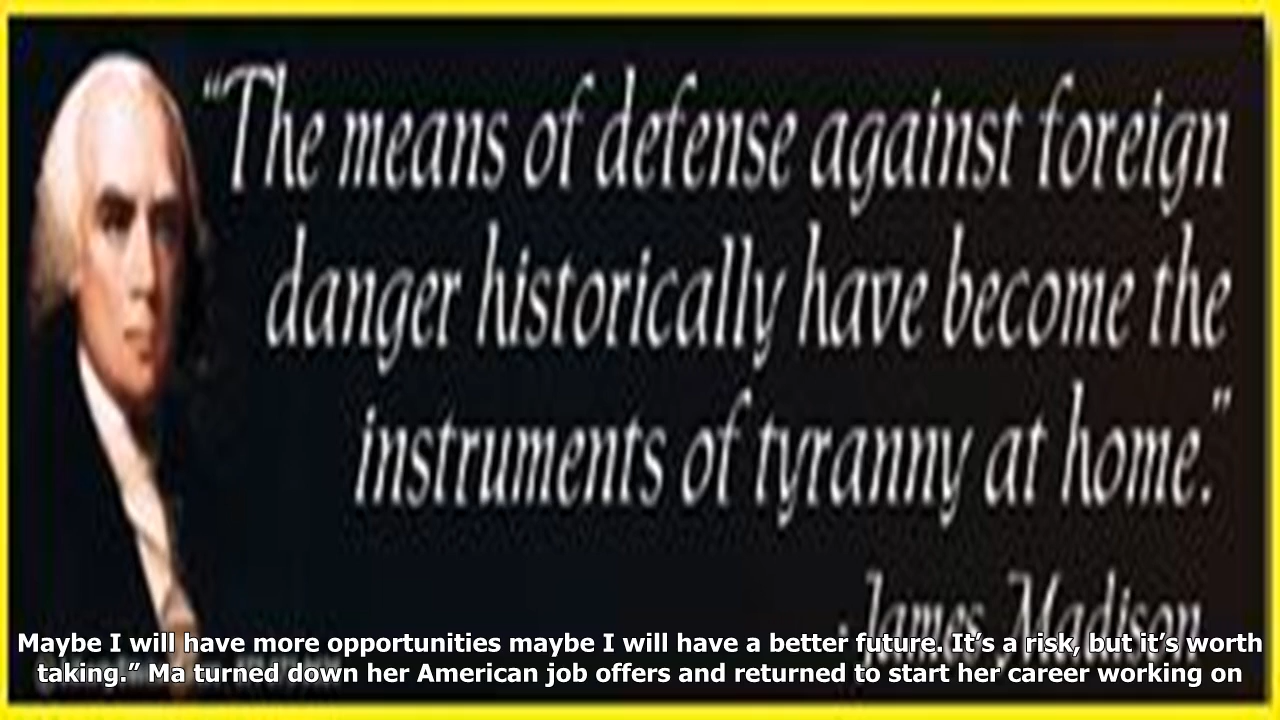 “The means of defense against foreign
danger historically have become the
instruments of tyranny at home.”
- James Madison
Maybe I will have more opportunities maybe I will have a better future. It’s a risk, but it’s worth
taking.” Ma turned down her American job offers and returned to start her career working on